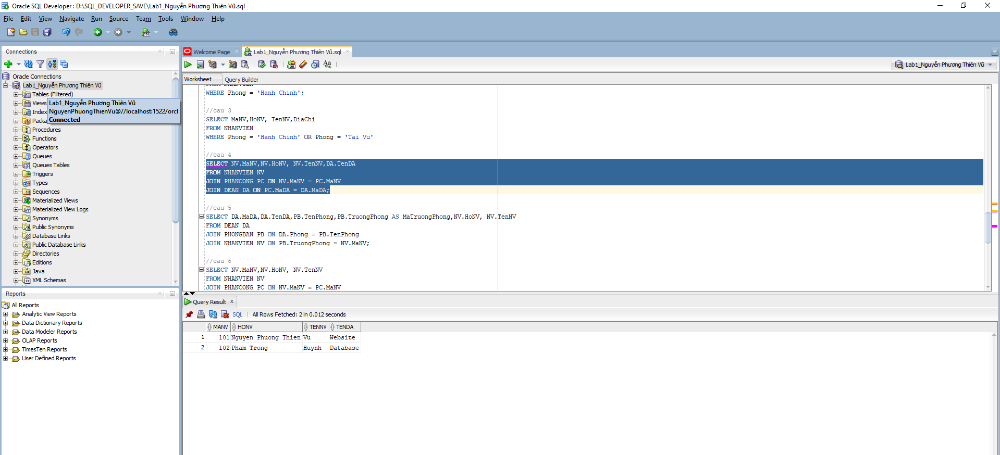 Oracle SQL Developer : D:\SQL_DEVELOPER_SAVE\Lab1_Nguyễn Phương Thiên Vũ.sql
File Edit View Navigate Run Source Team Tools Window Help
Connections
Oracle Connections
Lab1_Nguyễn Phương Thiên Vũ
Tables (Filtered)
Views
Index
Packa
Lab1_Nguyễn Phương Thiên Vũ
NguyenPhuongThienVu@//localhost:1522/orcl
Connected
Procedures
Functions
Operators
Queues
Queues Tables
Triggers
Types
Sequences
Materialized Views
Materialized View Logs
Synonyms
Public Synonyms
Database Links
Public Database Links
Directories
Editions
Java
XML Schemas
Reports
All Reports
Analytic View Reports
Data Dictionary Reports
Data Modeler Reports
OLAP Reports
TimesTen Reports
User Defined Reports
Welcome Page
Lab1_Nguyễn Phương Thiên Vũ.sql
Lab1_Nguyễn Phương Thiên Vũ
Worksheet Query Builder
FROM NHANVIEN
WHERE Phong = 'Hanh Chinh';
//cau 3
SELECT MaNV,HoNV, TenNV,DiaChi
FROM NHANVIEN
WHERE Phong = 'Hanh Chinh' OR Phong = 'Tai Vu'
//cau 4
SELECT NV.MaNV,NV.HoNV, NV.TenNV,DA.TenDA
FROM NHANVIEN NV
JOIN PHANCONG PC ON NV.MaNV = PC.MaNV
JOIN DEAN DA ON PC.MaDA = DA.MaDA;
//cau 5
SELECT DA.MaDA,DA.TenDA,PB.TenPhong,PB.TruongPhong AS MaTruongPhong,NV.HoNV, NV.TenNV
FROM DEAN DA
JOIN PHONGBAN PB ON DA.Phong = PB.TenPhong
JOIN NHANVIEN NV ON PB.TruongPhong = NV.MaNV;
//cau 6
SELECT NV.MaNV,NV.HoNV, NV.TenNV
FROM NHANVIEN NV
JOIN PHANCONG PC ON NV.MaNV = PC.MaNV
Query Result
SQL | All Rows Fetched: 2 in 0.012 seconds
MANV HONV TENNV TENDA
1 101 Nguyen Phuong Thien Vu Website
2 102 Pham Trong Huynh Database